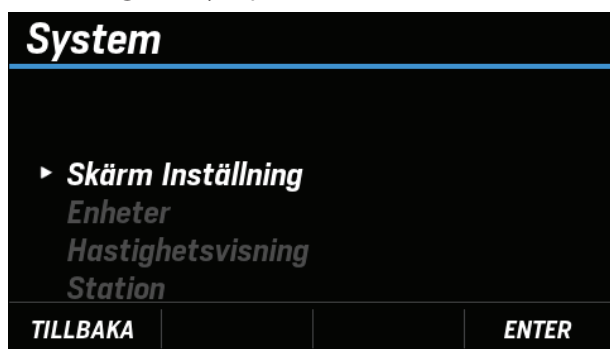 System
Skärm Inställning
Enheter
Hastighetsvisning
Station
TILLBAKA ENTER